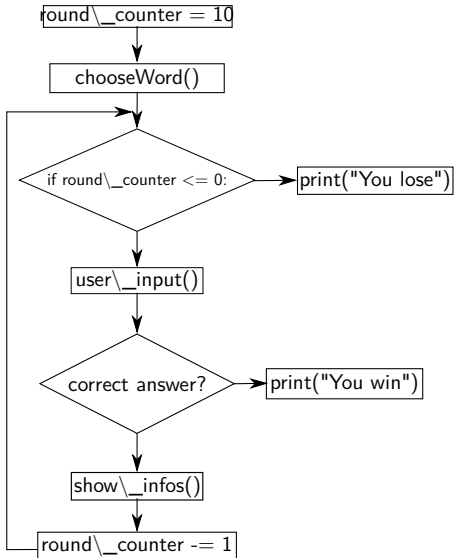 round\_counter = 10
chooseWord()
if round\_counter <= 0:
print("You lose")
user\_input()
correct answer?
print("You win")
show\_infos()
round\_counter -= 1